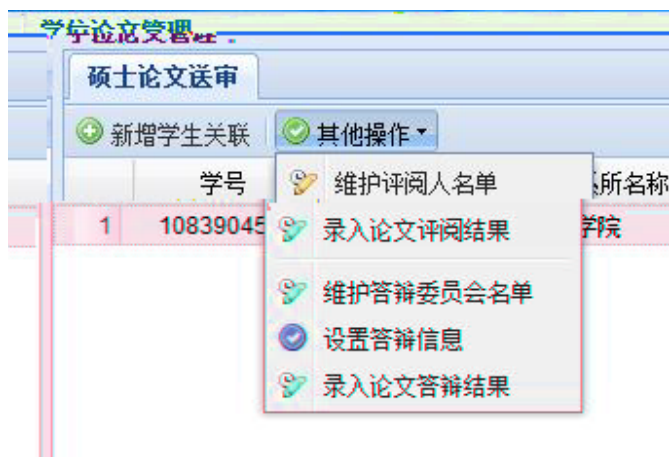 学位论文管理
硕士论文送审
新增学生关联 其他操作
学号 维护评阅人名单 所名称
1 10839045 录入论文评阅结果 学院
维护答辩委员会名单
设置答辩信息
录入论文答辩结果